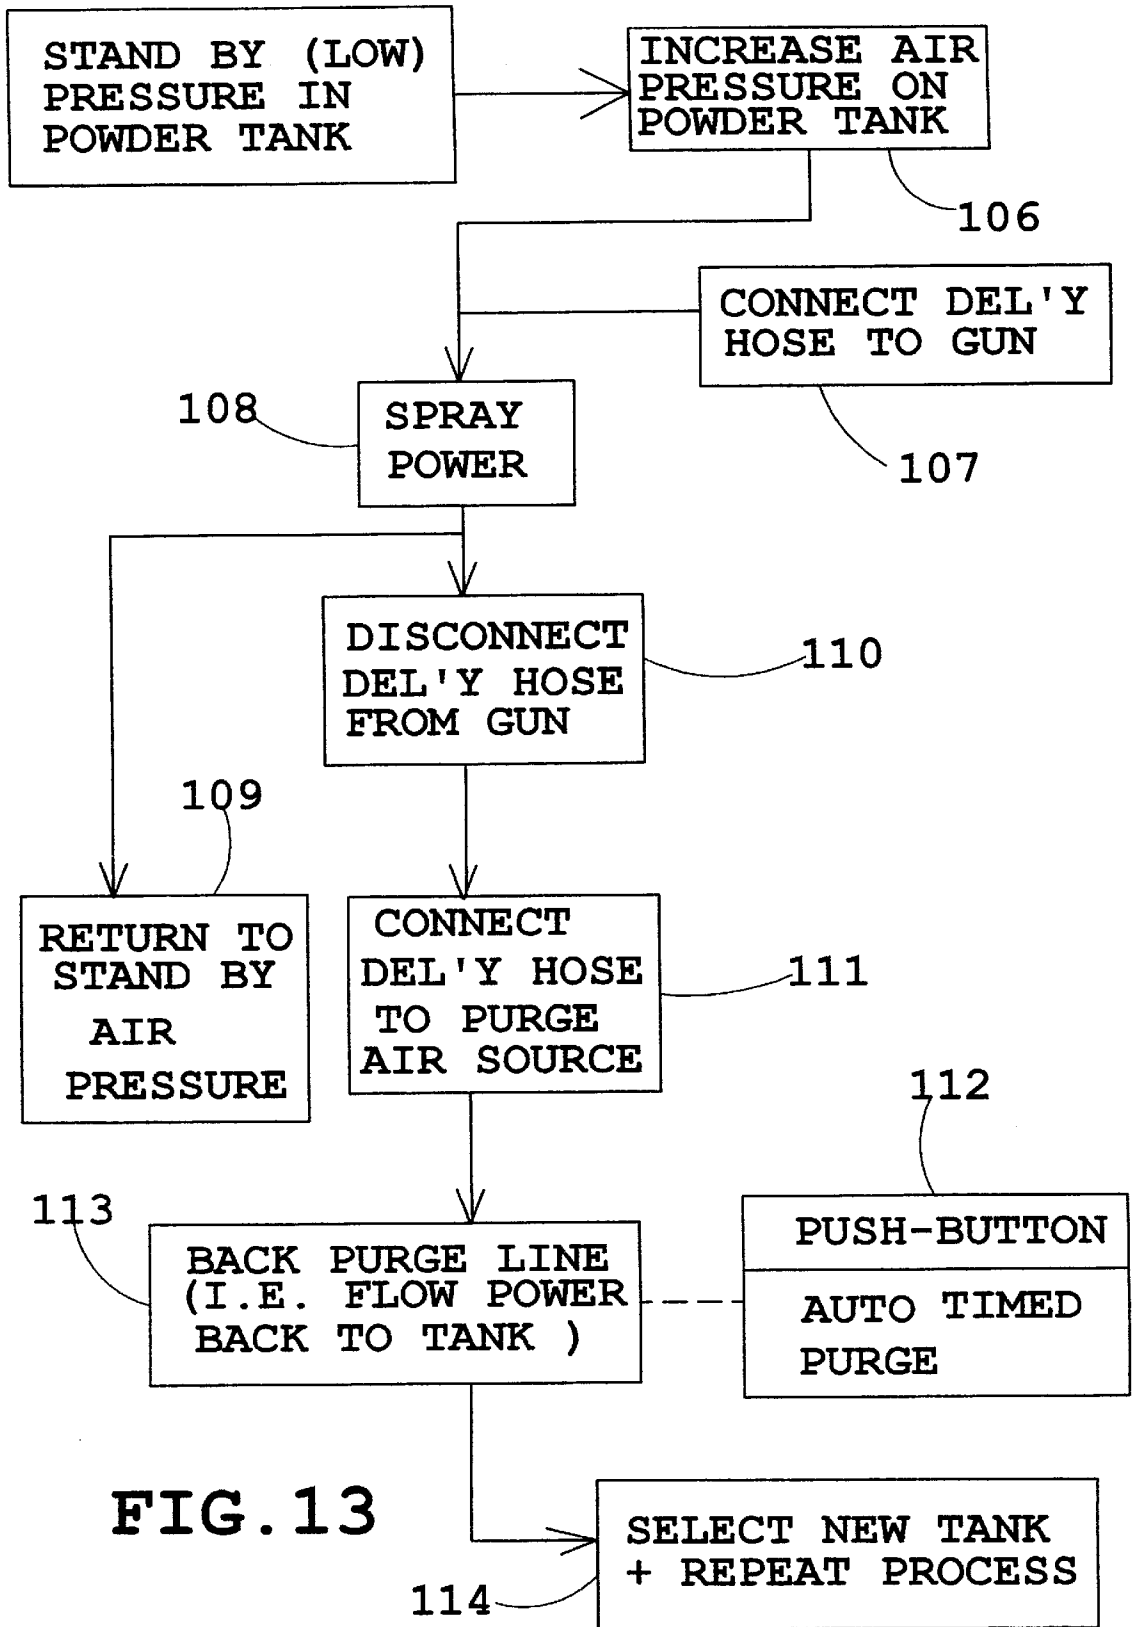 STAND BY (LOW)
PRESSURE IN
POWDER TANK
INCREASE AIR
PRESSURE ON
POWDER TANK
106
CONNECT DEL'Y
HOSE TO GUN
107
108
SPRAY
POWER
DISCONNECT
DEL'Y HOSE
FROM GUN
110
109
RETURN TO
STAND BY
AIR
PRESSURE
CONNECT
DEL'Y HOSE
TO PURGE
AIR SOURCE
111
112
PUSH-BUTTON
AUTO TIMED
PURGE
113
BACK PURGE LINE
(I.E. FLOW POWER
BACK TO TANK )
FIG.13
SELECT NEW TANK
+ REPEAT PROCESS
114